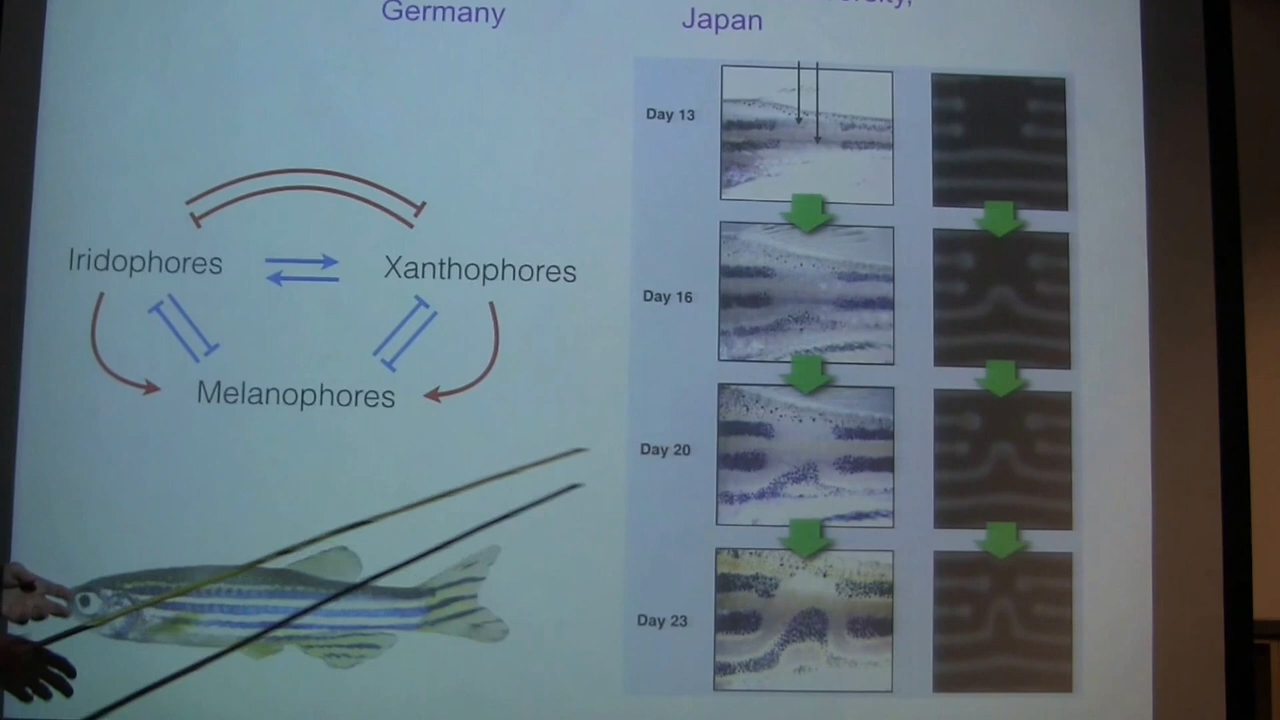 Germany
Japan
Iridophores
Xanthophores
Melanophores
Day 13
Day 16
Day 20
Day 23